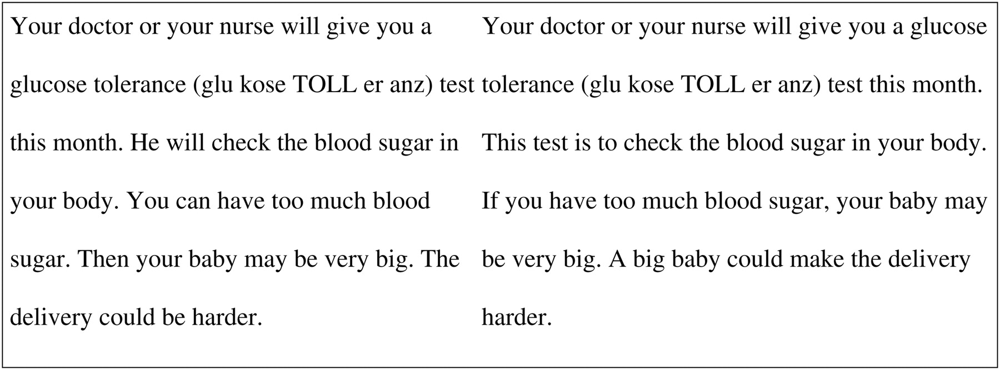 Your doctor or your nurse will give you a
glucose tolerance (glu kose TOLL er anz) test
this month. He will check the blood sugar in
your body. You can have too much blood
sugar. Then your baby may be very big. The
delivery could be harder.
Your doctor or your nurse will give you a glucose
tolerance (glu kose TOLL er anz) test this month.
This test is to check the blood sugar in your body.
If you have too much blood sugar, your baby may
be very big. A big baby could make the delivery
harder.